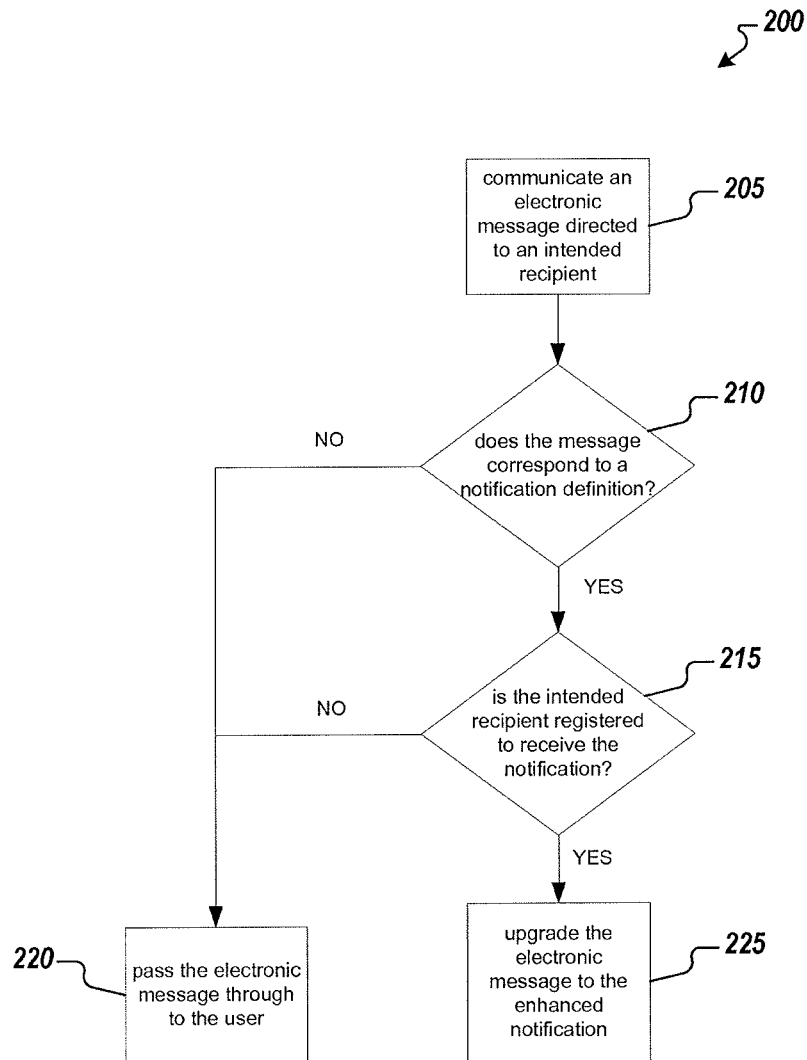 200
communicate an
electronic
message directed
to an intended
recipient
205
210
does the message
correspond to a
notification definition?
NO
YES
215
is the intended
recipient registered
to receive the
notification?
NO
YES
220
pass the electronic
message through
to the user
upgrade the
electronic
message to the
enhanced
notification
225